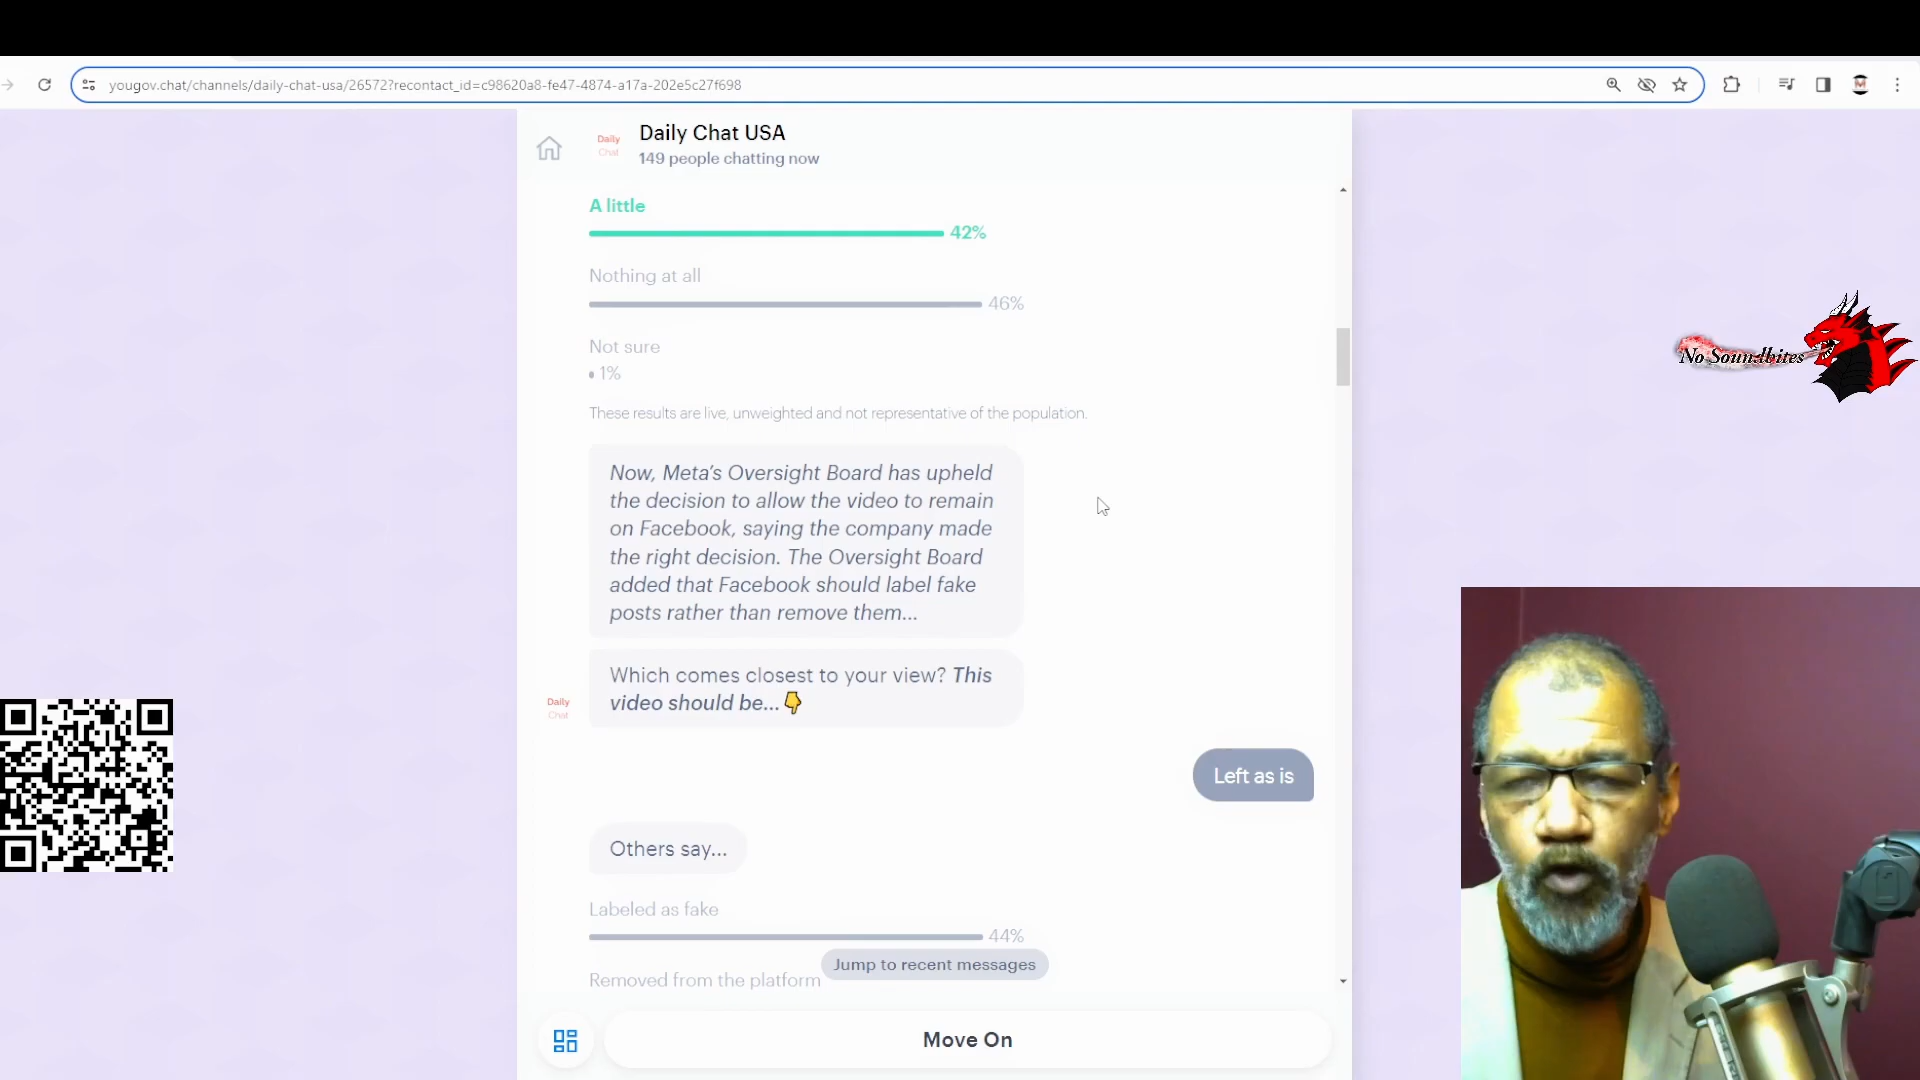 yougov.chat/channels/daily-chat-usa/26572?recontact_id=c98620a8-fe47-4874-a17a-202e5c27f698
Daily
Chat
Daily Chat USA
149 people chatting now
A little
42%
Nothing at all
46%
Not sure
1%
These results are live, unweighted and not representative of the population.
No Soundbites
Now, Meta's Oversight Board has upheld
the decision to allow the video to remain
on Facebook, saying the company made
the right decision. The Oversight Board
added that Facebook should label fake
posts rather than remove them...
Which comes closest to your view? This
video should be...👇
Daily
Chat
Left as is
Others say...
Labeled as fake
44%
Jump to recent messages
Removed from the platform
Move On